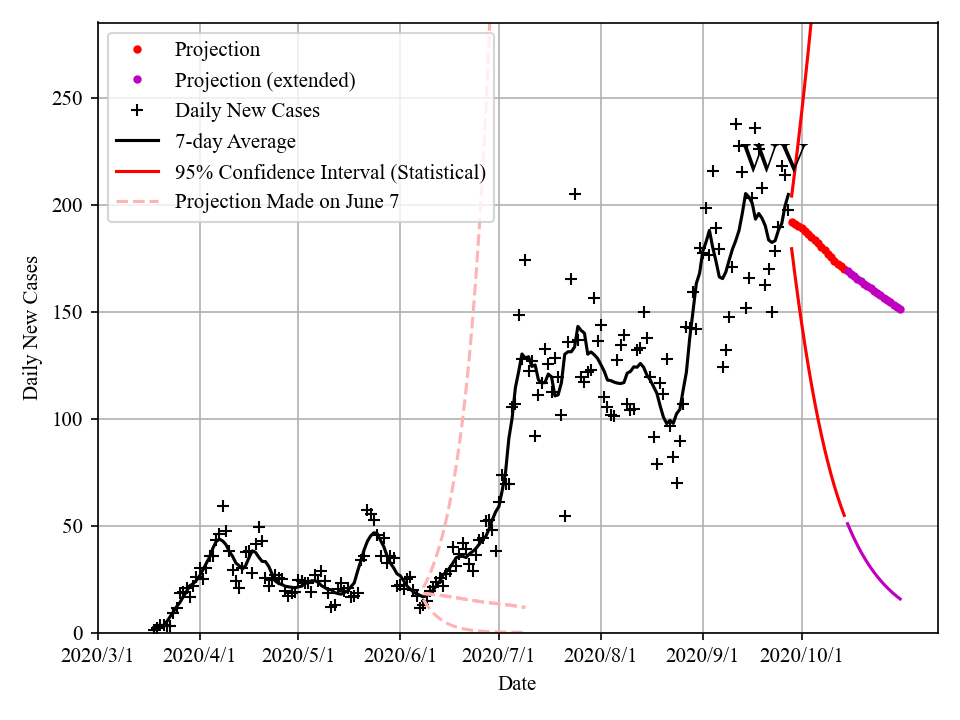 Projection
Projection (extended)
Daily New Cases
7-day Average
95% Confidence Interval (Statistical)
Projection Made on June 7
250
200
150
100
50
0
Daily New Cases
2020/3/1 2020/4/1 2020/5/1 2020/6/1 2020/7/1 2020/8/1 2020/9/1 2020/10/1
Date
WV